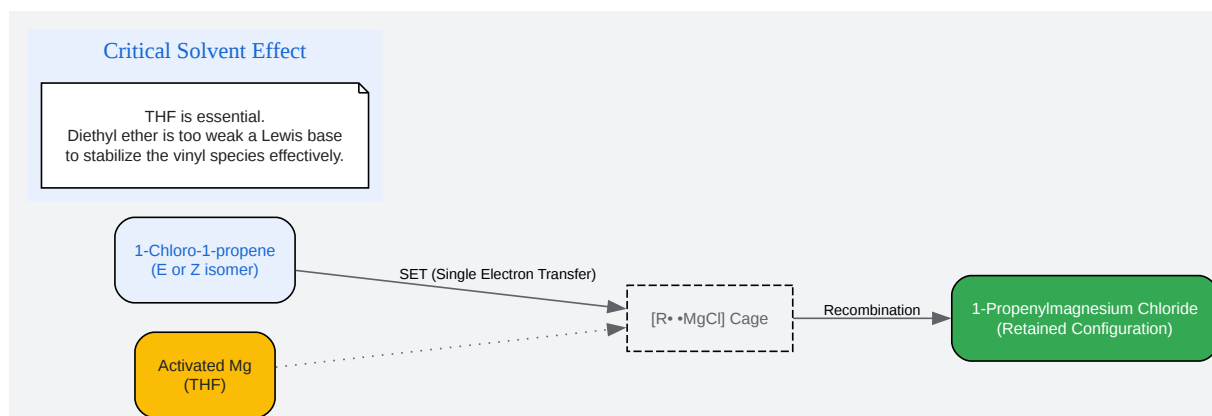 Critical Solvent Effect
THF is essential.
Diethyl ether is too weak a Lewis base
to stabilize the vinyl species effectively.
1-Chloro-1-propene
(E or Z isomer)
SET (Single Electron Transfer)
Activated Mg
(THF)
[R• •MgCl] Cage
Recombination
1-Propenylmagnesium Chloride
(Retained Configuration)